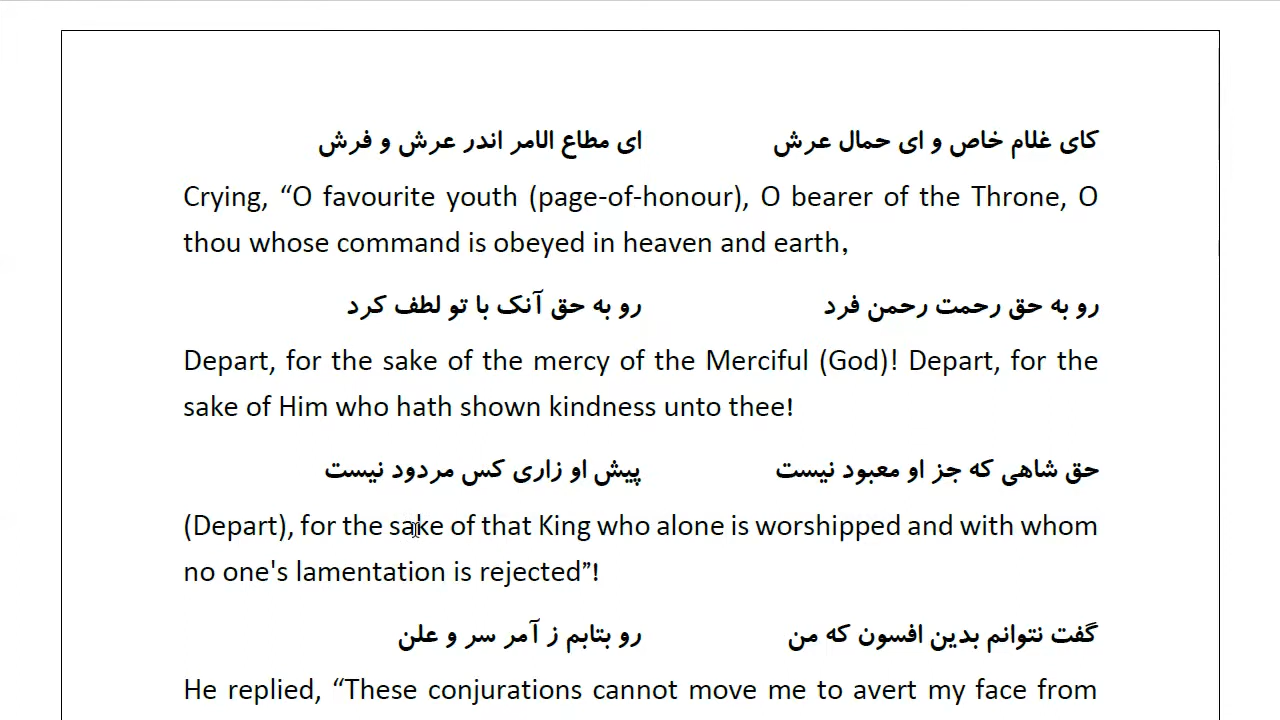 کای غلام خاص و ای حمال عرش ای مطاع الامر اندر عرش و فرش
Crying, “O favourite youth (page-of-honour), O bearer of the Throne, O
thou whose command is obeyed in heaven and earth,
رو به حق رحمت رحمن فرد رو به حق آنک با تو لطف کرد
Depart, for the sake of the mercy of the Merciful (God)! Depart, for the
sake of Him who hath shown kindness unto thee!
حق شاهی که جز او معبود نیست پیش او زاری کس مردود نیست
(Depart), for the sake of that King who alone is worshipped and with whom
no one's lamentation is rejected”!
گفت نتوانم بدین افسون که من رو بتابم ز آمر سر و علن
He replied, “These conjurations cannot move me to avert my face from